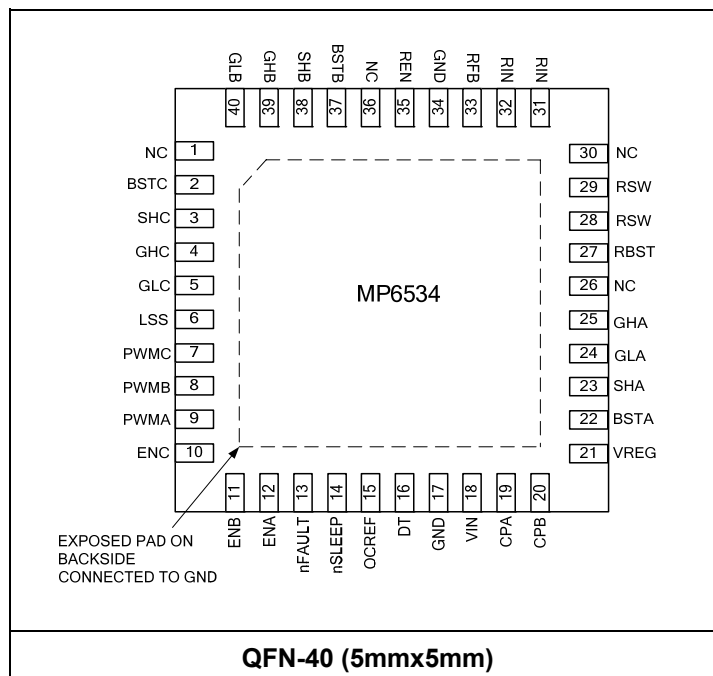 GLB
GHB
SHB
BSTB
NC
REN
GND
RFB
RIN
RIN
40
39
38
37
36
35
34
33
32
31
NC 1
BSTC 2
SHC 3
GHC 4
GLC 5
LSS 6
PWMC 7
PWMB 8
PWMA 9
ENC 10
MP6534
30 NC
29 RSW
28 RSW
27 RBST
26 NC
25 GHA
24 GLA
23 SHA
22 BSTA
21 VREG
11
12
13
14
15
16
17
18
19
20
ENB
ENA
nFAULT
nSLEEP
OCREF
DT
GND
VIN
CPA
CPB
EXPOSED PAD ON
BACKSIDE
CONNECTED TO GND
QFN-40 (5mmx5mm)